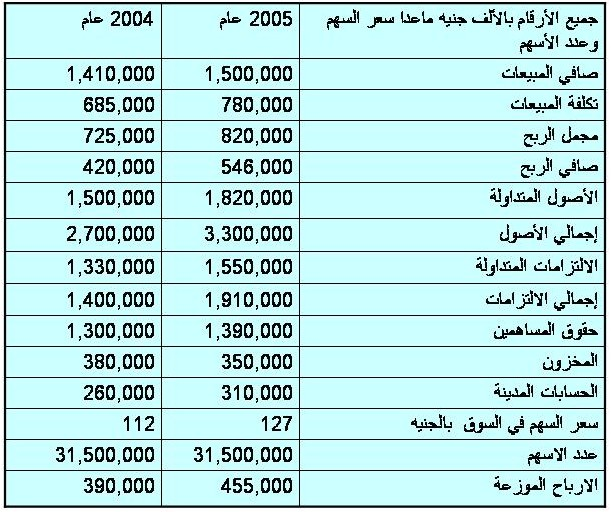 جميع الأرقام بالألف جنيه ماعدا سعر السهم وعدد الأسهم 2005 عام 2004 عام
صافي المبيعات 1,500,000 1,410,000
تكلفة المبيعات 780,000 685,000
مجمل الربح 820,000 725,000
صافي الربح 546,000 420,000
الأصول المتداولة 1,820,000 1,500,000
إجمالي الأصول 3,300,000 2,700,000
الالتزامات المتداولة 1,550,000 1,330,000
إجمالي الالتزامات 1,910,000 1,400,000
حقوق المساهمين 1,390,000 1,300,000
المخزون 350,000 380,000
الحسابات المدينة 310,000 260,000
سعر السهم في السوق بالجنيه 127 112
عدد الاسهم 31,500,000 31,500,000
الارباح الموزعة 455,000 390,000